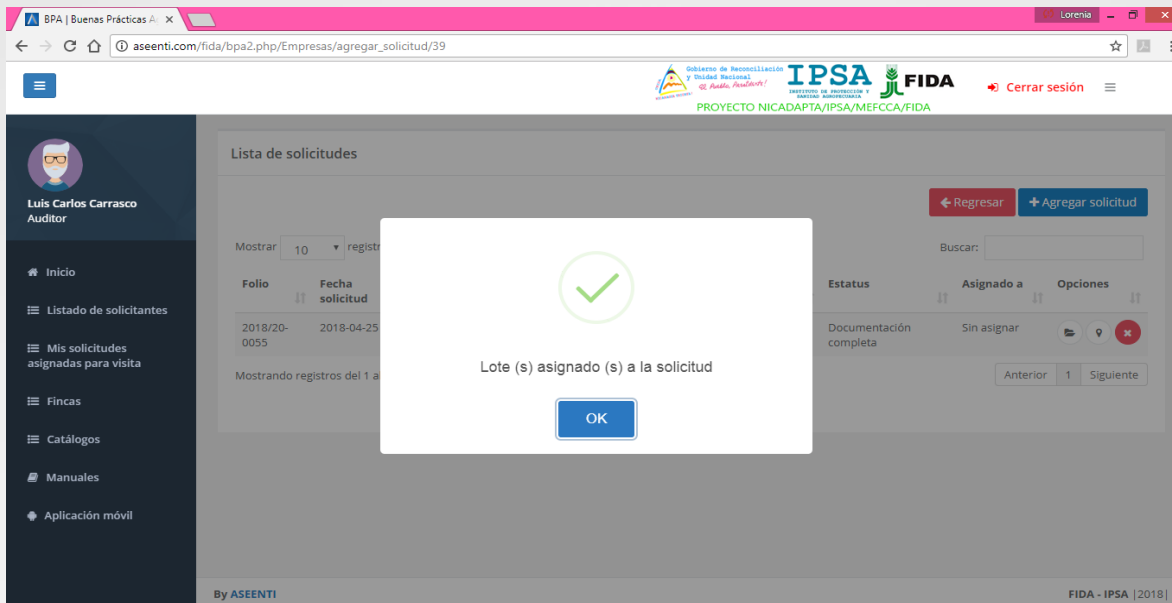 BPA | Buenas Prácticas A
Lorenia
aseenti.com/fida/bpa2.php/Empresas/agregar_solicitud/39
Gobierno de Reconciliación
y Unidad Nacional
El Pueblo, Presidente!
IPSA
INSTITUTO DE PROTECCIÓN Y
SANIDAD AGROPECUARIA
FIDA
PROYECTO NICADAPTA/IPSA/MEFCCA/FIDA
Cerrar sesión
Luis Carlos Carrasco
Auditor
Inicio
Listado de solicitantes
Mis solicitudes
asignadas para visita
Fincas
Catálogos
Manuales
Aplicación móvil
Lista de solicitudes
Regresar
Agregar solicitud
Mostrar 10 registr
Buscar:
Folio Fecha solicitud Estatus Asignado a Opciones
2018/20-0055 2018-04-25 Documentación completa Sin asignar
Mostrando registros del 1 a
Anterior 1 Siguiente
Lote (s) asignado (s) a la solicitud
OK
By ASEENTI
FIDA - IPSA |2018|